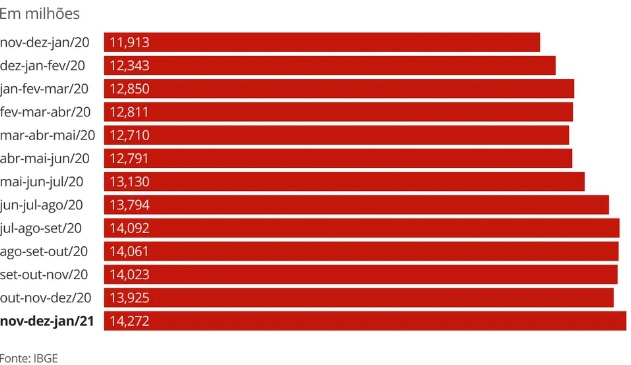 Em milhões
nov-dez-jan/20 11,913
dez-jan-fev/20 12,343
jan-fev-mar/20 12,850
fev-mar-abr/20 12,811
mar-abr-mai/20 12,710
abr-mai-jun/20 12,791
mai-jun-jul/20 13,130
jun-jul-ago/20 13,794
jul-ago-set/20 14,092
ago-set-out/20 14,061
set-out-nov/20 14,023
out-nov-dez/20 13,925
nov-dez-jan/21 14,272
Fonte: IBGE